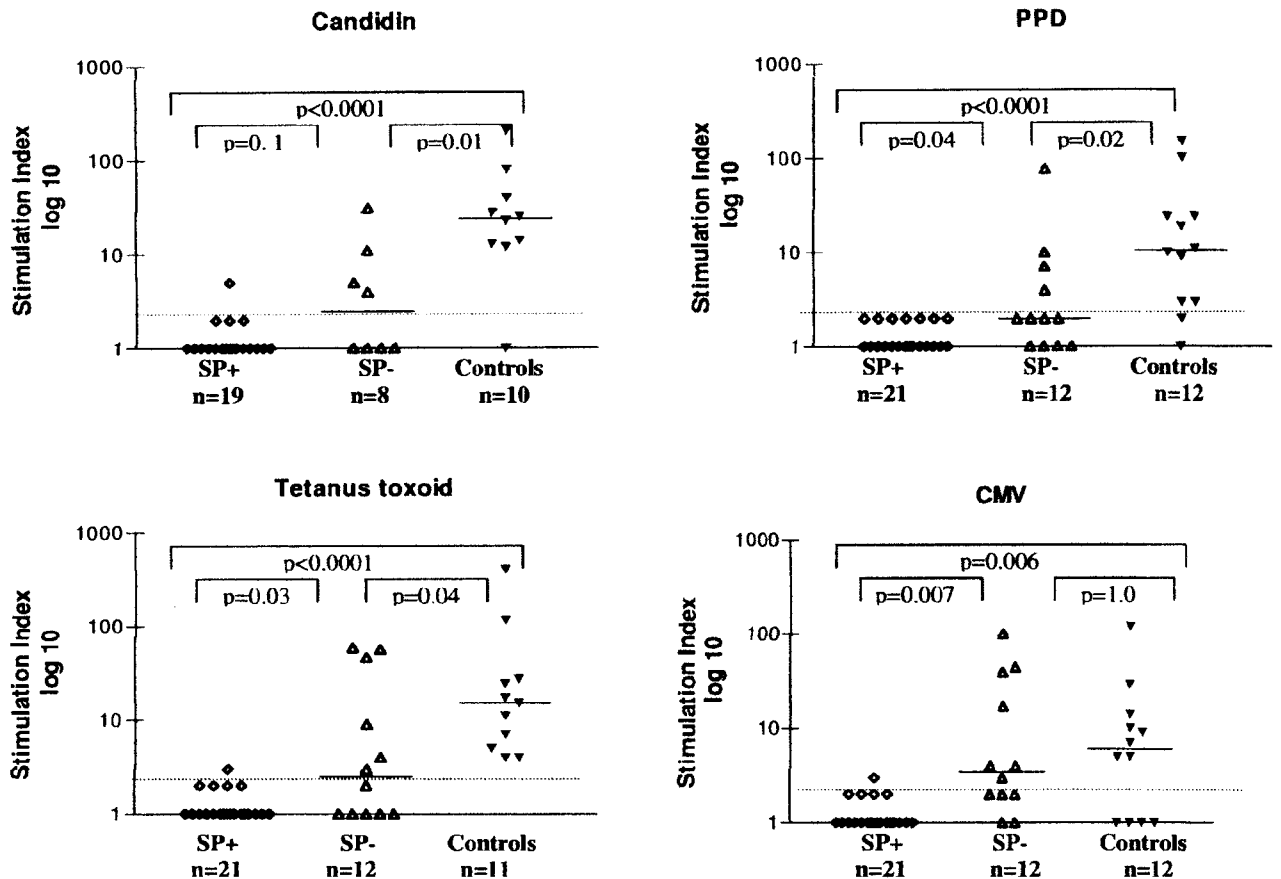 Candidin
1000
100
10
1
Stimulation Index
log 10
p<0.0001
p=0.1
p=0.01
SP+
n=19
SP-
n=8
Controls
n=10
PPD
1000
100
10
1
Stimulation Index
log 10
p<0.0001
p=0.04
p=0.02
SP+
n=21
SP-
n=12
Controls
n=12
Tetanus toxoid
1000
100
10
1
Stimulation Index
log 10
p<0.0001
p=0.03
p=0.04
SP+
n=21
SP-
n=12
Controls
n=11
CMV
1000
100
10
1
Stimulation Index
log 10
p=0.006
p=0.007
p=1.0
SP+
n=21
SP-
n=12
Controls
n=12